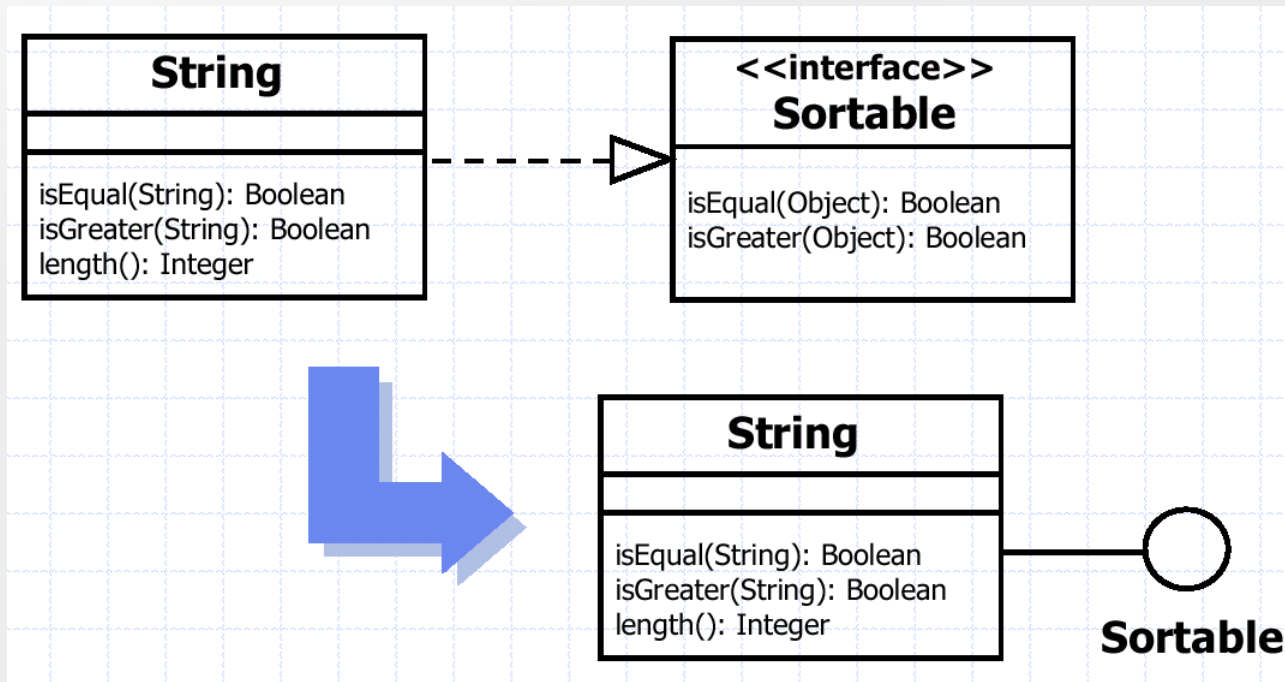 String
isEqual(String): Boolean
isGreater(String): Boolean
length(): Integer
<<interface>>
Sortable
isEqual(Object): Boolean
isGreater(Object): Boolean
String
isEqual(String): Boolean
isGreater(String): Boolean
length(): Integer
Sortable